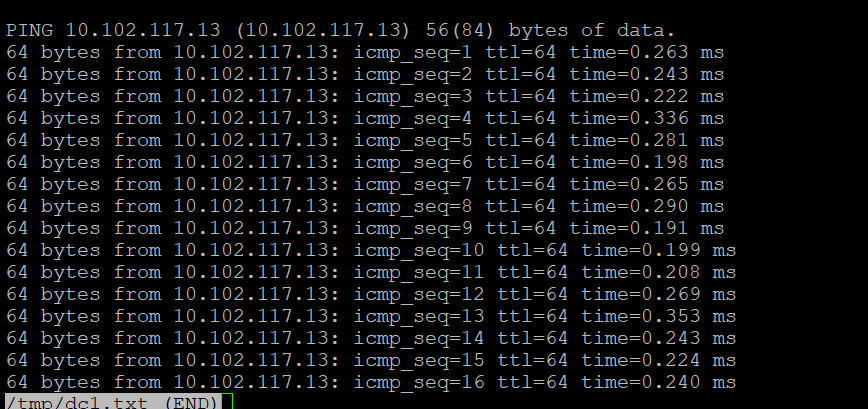 PING 10.102.117.13 (10.102.117.13) 56(84) bytes of data.
64 bytes from 10.102.117.13: icmp_seq=1 ttl=64 time=0.263 ms
64 bytes from 10.102.117.13: icmp_seq=2 ttl=64 time=0.243 ms
64 bytes from 10.102.117.13: icmp_seq=3 ttl=64 time=0.222 ms
64 bytes from 10.102.117.13: icmp_seq=4 ttl=64 time=0.336 ms
64 bytes from 10.102.117.13: icmp_seq=5 ttl=64 time=0.281 ms
64 bytes from 10.102.117.13: icmp_seq=6 ttl=64 time=0.198 ms
64 bytes from 10.102.117.13: icmp_seq=7 ttl=64 time=0.265 ms
64 bytes from 10.102.117.13: icmp_seq=8 ttl=64 time=0.290 ms
64 bytes from 10.102.117.13: icmp_seq=9 ttl=64 time=0.191 ms
64 bytes from 10.102.117.13: icmp_seq=10 ttl=64 time=0.199 ms
64 bytes from 10.102.117.13: icmp_seq=11 ttl=64 time=0.208 ms
64 bytes from 10.102.117.13: icmp_seq=12 ttl=64 time=0.269 ms
64 bytes from 10.102.117.13: icmp_seq=13 ttl=64 time=0.353 ms
64 bytes from 10.102.117.13: icmp_seq=14 ttl=64 time=0.243 ms
64 bytes from 10.102.117.13: icmp_seq=15 ttl=64 time=0.224 ms
64 bytes from 10.102.117.13: icmp_seq=16 ttl=64 time=0.240 ms
/tmp/dc1.txt (END)